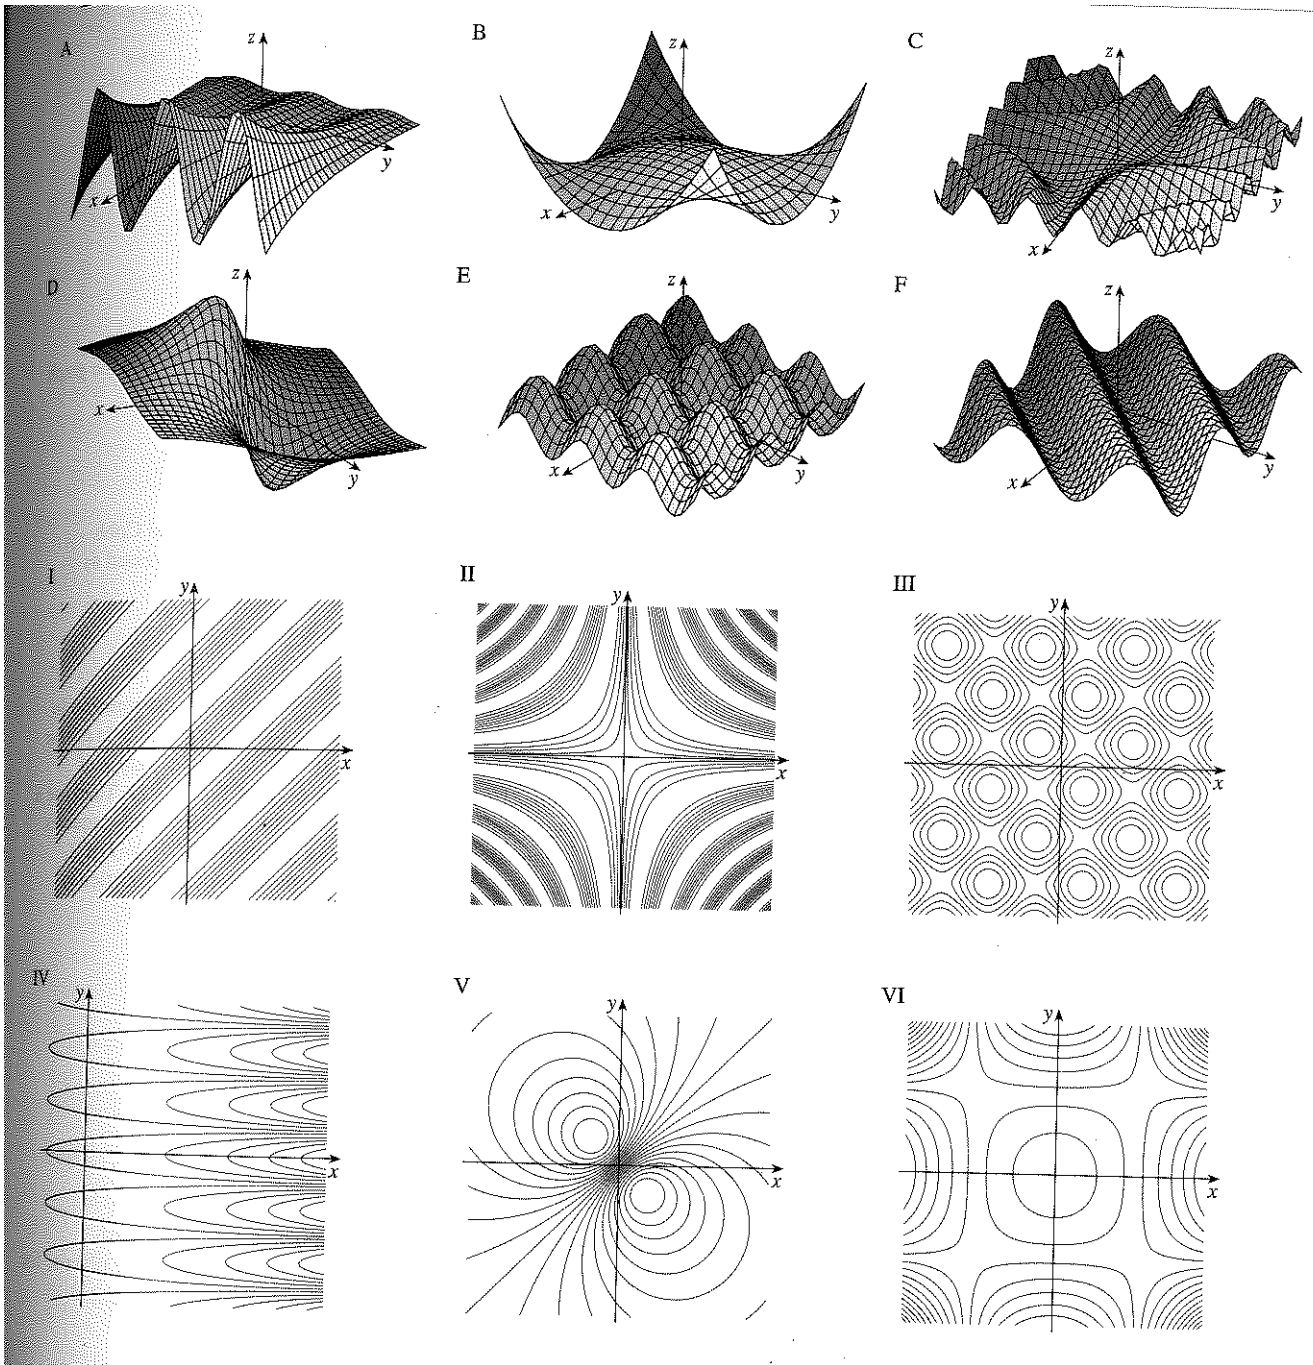 A B C
z z z
x y x y x y
D E F
z z z
x y x y x y
I II III
y y y
x x x
IV V VI
y y y
x x x